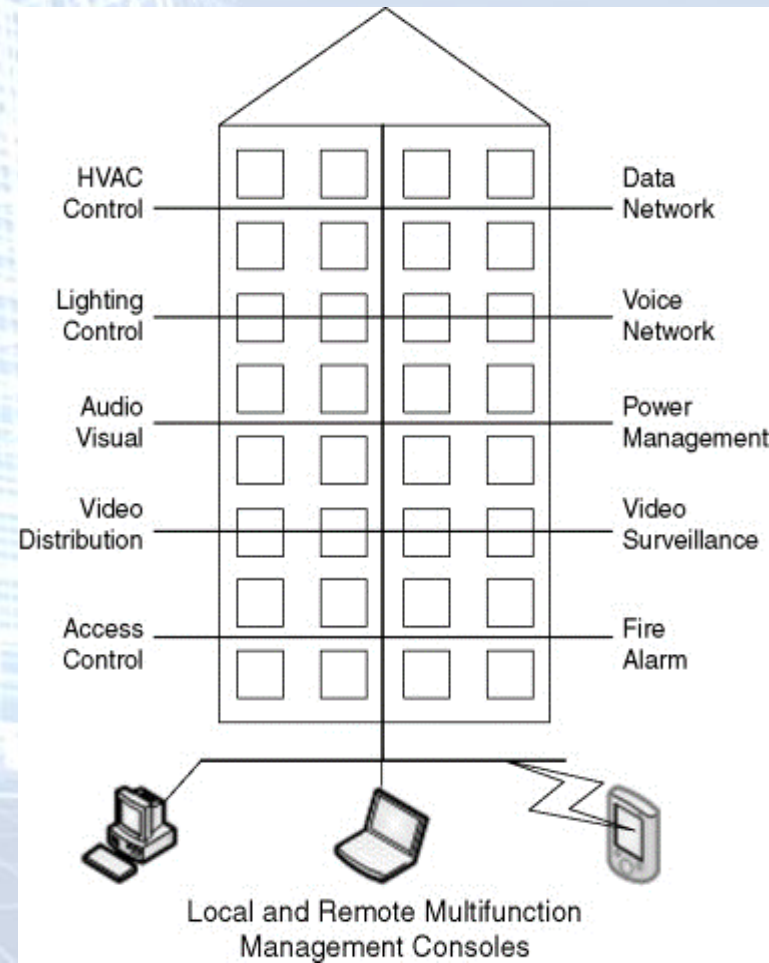 HVAC
Control
Data
Network
Lighting
Control
Voice
Network
Audio
Visual
Power
Management
Video
Distribution
Video
Surveillance
Access
Control
Fire
Alarm
Local and Remote Multifunction
Management Consoles